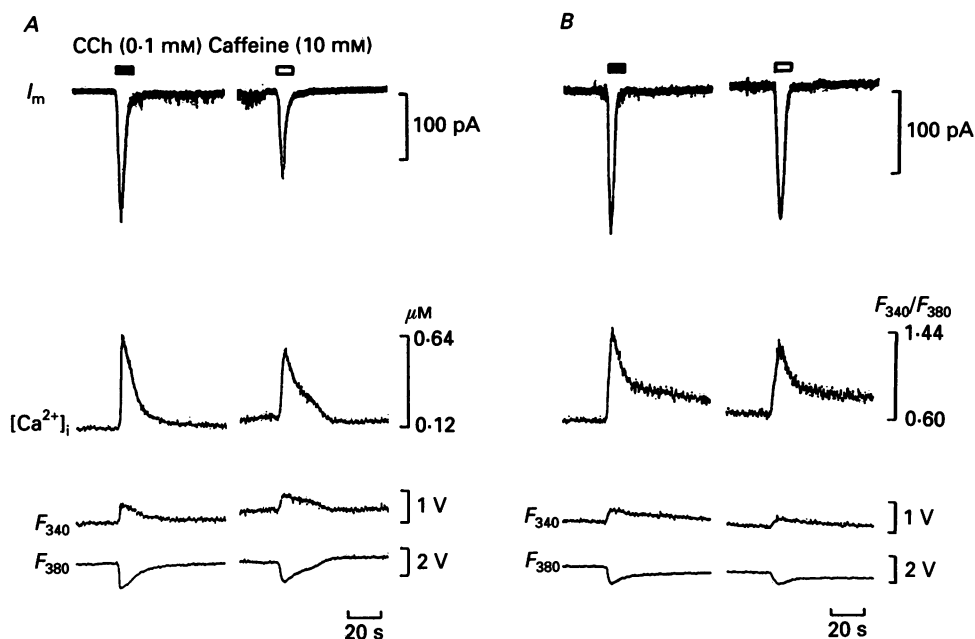 A
B
CCh (0·1 mM) Caffeine (10 mM)
Im
100 pA
100 pA
μM
0·64
0·12
[Ca2+]i
F340/F380
1·44
0·60
F340
1 V
F340
1 V
F380
2 V
F380
2 V
20 s
20 s